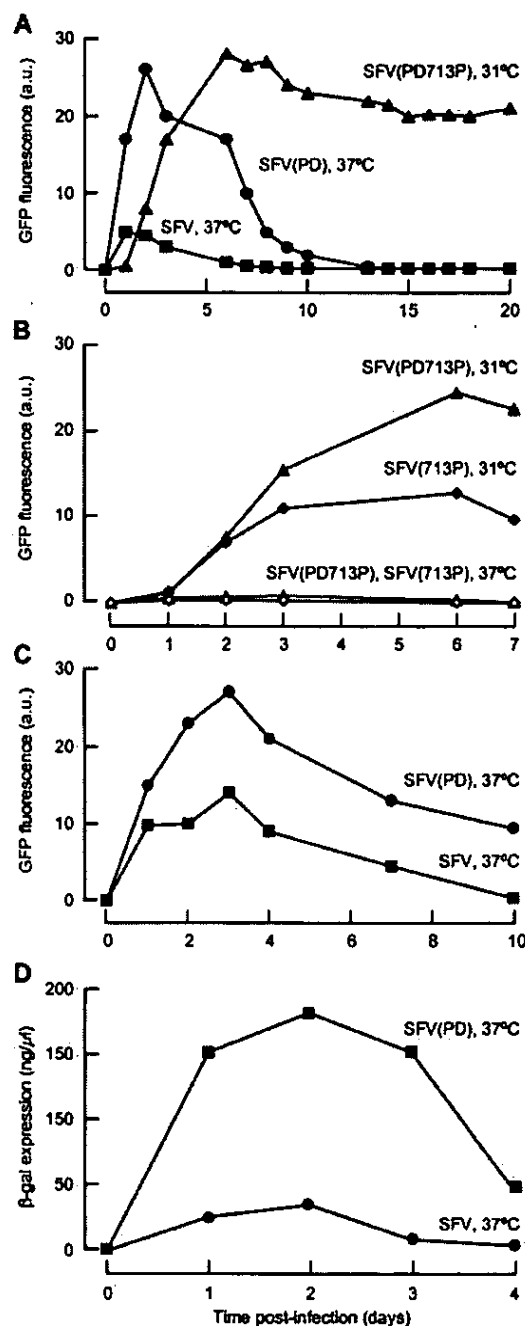 A
GFP fluorescence (a.u.)
30
20
10
0
SFV(PD713P), 31ºC
SFV(PD), 37ºC
SFV, 37ºC
0 5 10 15 20
B
GFP fluorescence (a.u.)
30
20
10
0
SFV(PD713P), 31ºC
SFV(713P), 31ºC
SFV(PD713P), SFV(713P), 37ºC
0 1 2 3 4 5 6 7
C
GFP fluorescence (a.u.)
30
20
10
0
SFV(PD), 37ºC
SFV, 37ºC
0 2 4 6 8 10
D
β-gal expression (ng/µl)
200
150
150
50
0
SFV(PD), 37ºC
SFV, 37ºC
0 1 2 3 4
Time post-infection (days)